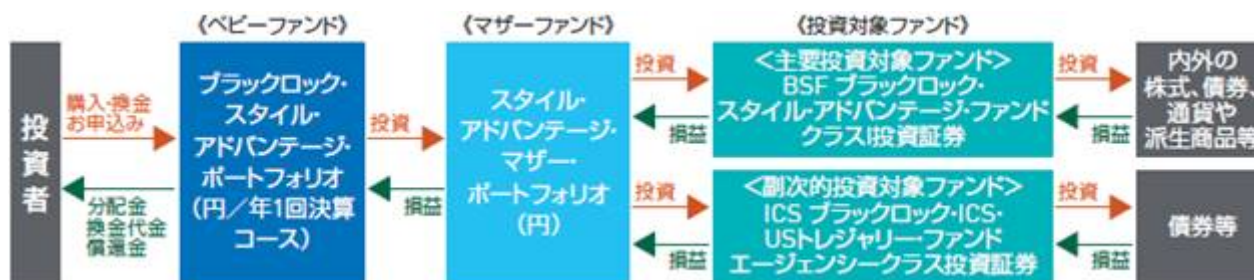 《ベビーファンド》
《マザーファンド》
《投資対象ファンド》
投資者
購入・換金
お申込み
分配金
換金代金
償還金
ブラックロック・
スタイル・
アドバンテージ・
ポートフォリオ
(円/年1回決算
コース)
投資
損益
スタイル・
アドバンテージ・
マザー・
ポートフォリオ
(円)
投資
損益
<主要投資対象ファンド>
BSF ブラックロック・
スタイル・アドバンテージ・ファンド
クラスI投資証券
投資
損益
内外の
株式、債券、
通貨や
派生商品等
投資
損益
<副次的投資対象ファンド>
ICS ブラックロック・ICS・
USトレジャリー・ファンド
エージェンシークラス投資証券
投資
損益
債券等